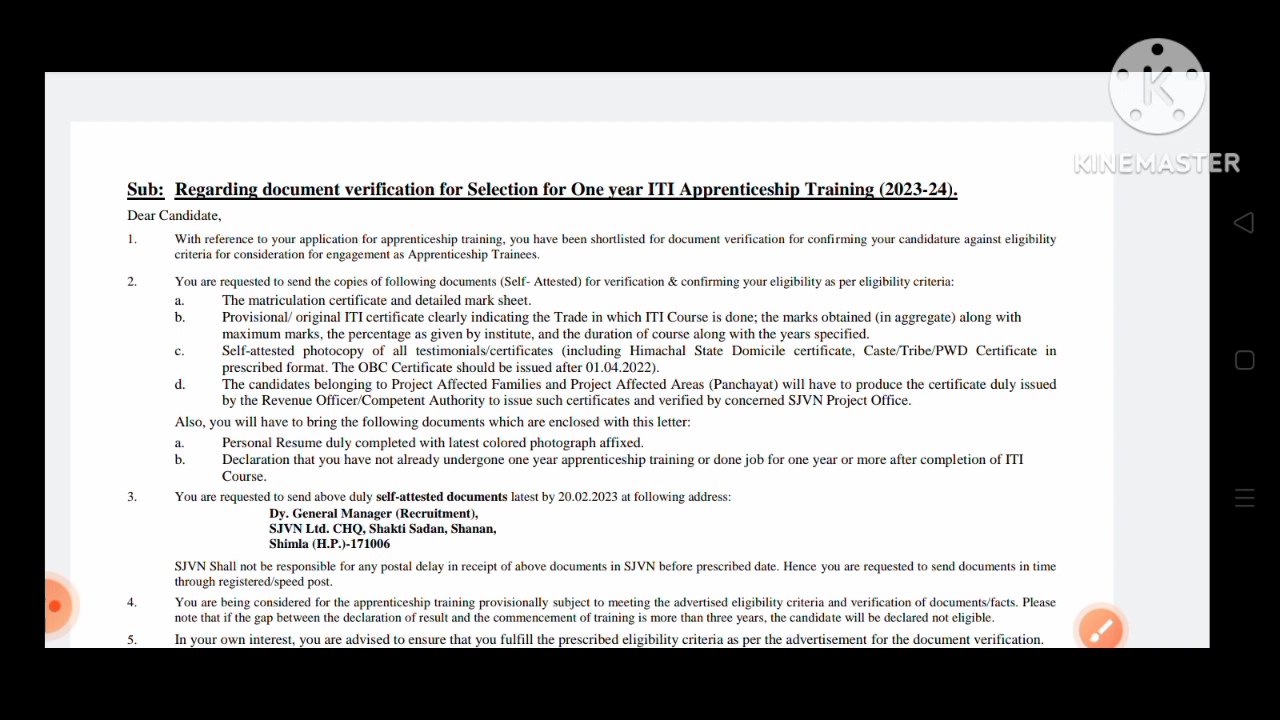 K
KINEMASTER
Sub: Regarding document verification for Selection for One year ITI Apprenticeship Training (2023-24).
Dear Candidate,
1. With reference to your application for apprenticeship training, you have been shortlisted for document verification for confirming your candidature against eligibility
criteria for consideration for engagement as Apprenticeship Trainees.
2. You are requested to send the copies of following documents (Self- Attested) for verification & confirming your eligibility as per eligibility criteria:
a. The matriculation certificate and detailed mark sheet.
b. Provisional/ original ITI certificate clearly indicating the Trade in which ITI Course is done; the marks obtained (in aggregate) along with
maximum marks, the percentage as given by institute, and the duration of course along with the years specified.
c. Self-attested photocopy of all testimonials/certificates (including Himachal State Domicile certificate, Caste/Tribe/PWD Certificate in
prescribed format. The OBC Certificate should be issued after 01.04.2022).
d. The candidates belonging to Project Affected Families and Project Affected Areas (Panchayat) will have to produce the certificate duly issued
by the Revenue Officer/Competent Authority to issue such certificates and verified by concerned SJVN Project Office.
Also, you will have to bring the following documents which are enclosed with this letter:
a. Personal Resume duly completed with latest colored photograph affixed.
b. Declaration that you have not already undergone one year apprenticeship training or done job for one year or more after completion of ITI
Course.
3. You are requested to send above duly self-attested documents latest by 20.02.2023 at following address:
Dy. General Manager (Recruitment),
SJVN Ltd. CHQ, Shakti Sadan, Shanan,
Shimla (H.P.)-171006
SJVN Shall not be responsible for any postal delay in receipt of above documents in SJVN before prescribed date. Hence you are requested to send documents in time
through registered/speed post.
4. You are being considered for the apprenticeship training provisionally subject to meeting the advertised eligibility criteria and verification of documents/facts. Please
note that if the gap between the declaration of result and the commencement of training is more than three years, the candidate will be declared not eligible.
5. In your own interest, you are advised to ensure that you fulfill the prescribed eligibility criteria as per the advertisement for the document verification.